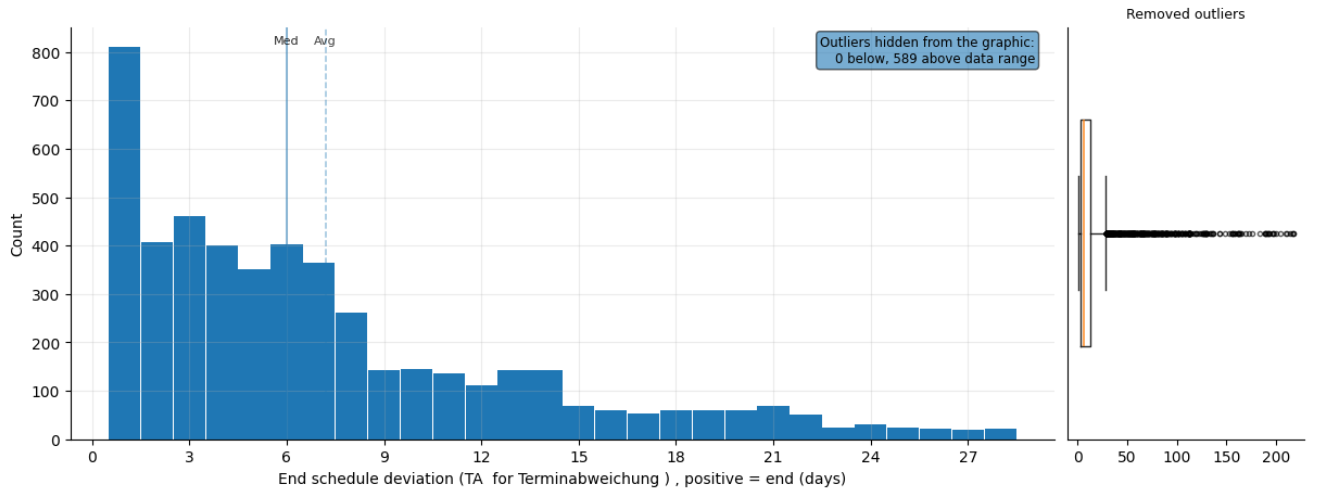 Removed outliers
Med Avg
Outliers hidden from the graphic:
0 below, 589 above data range
800
700
600
500
400
300
200
100
0
Count
0 3 6 9 12 15 18 21 24 27
0 50 100 150 200
End schedule deviation (TA  for Terminabweichung ) , positive = end (days)